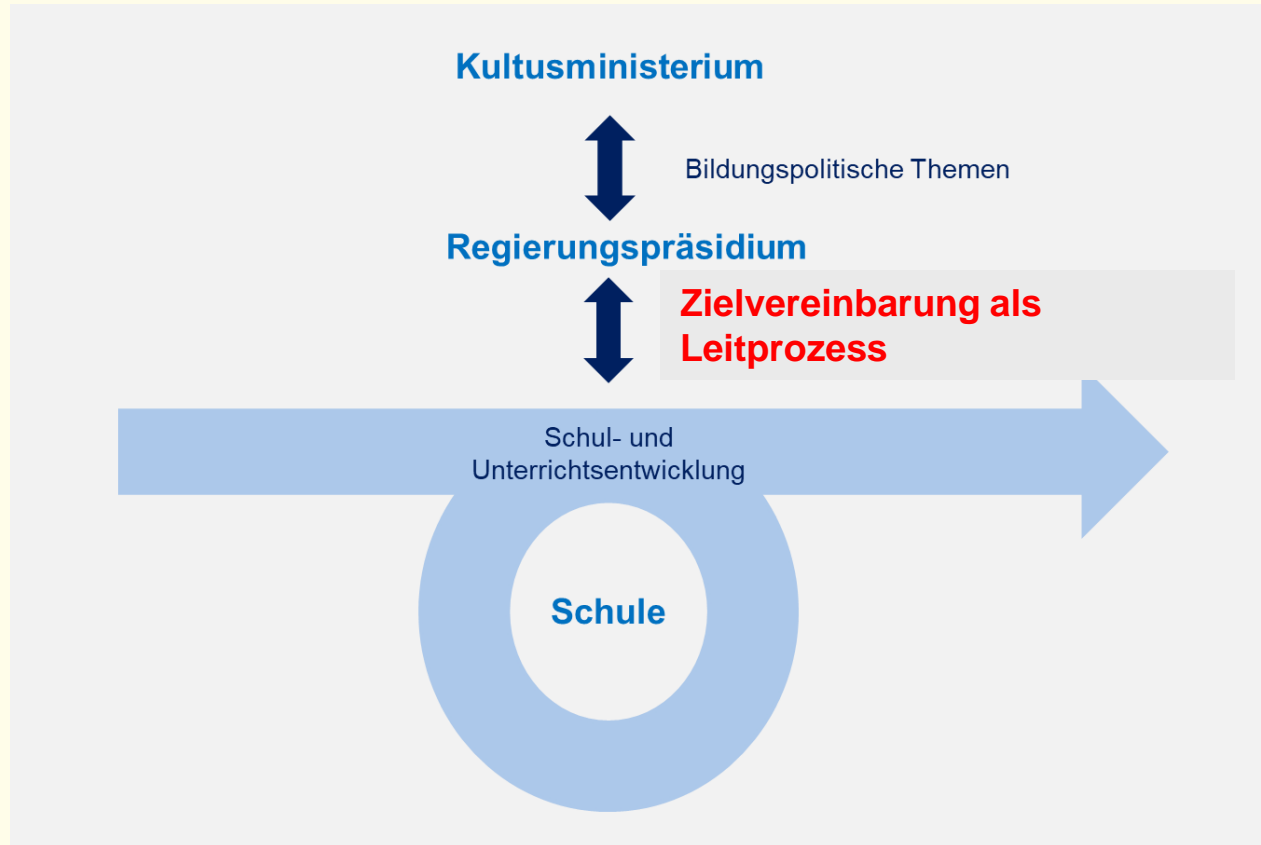 Kultusministerium
Bildungspolitische Themen
Regierungspräsidium
Zielvereinbarung als
Leitprozess
Schul- und
Unterrichtsentwicklung
Schule